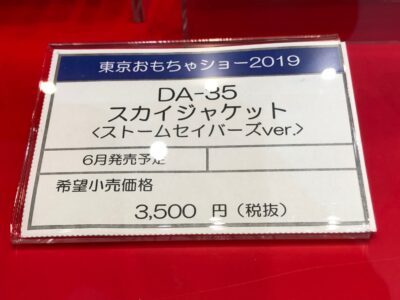 東京おもちゃショー2019
DA-35
スカイジャケット
<ストームセイバーズver.>
6月発売予定
希望小売価格
3,500 円(税抜)